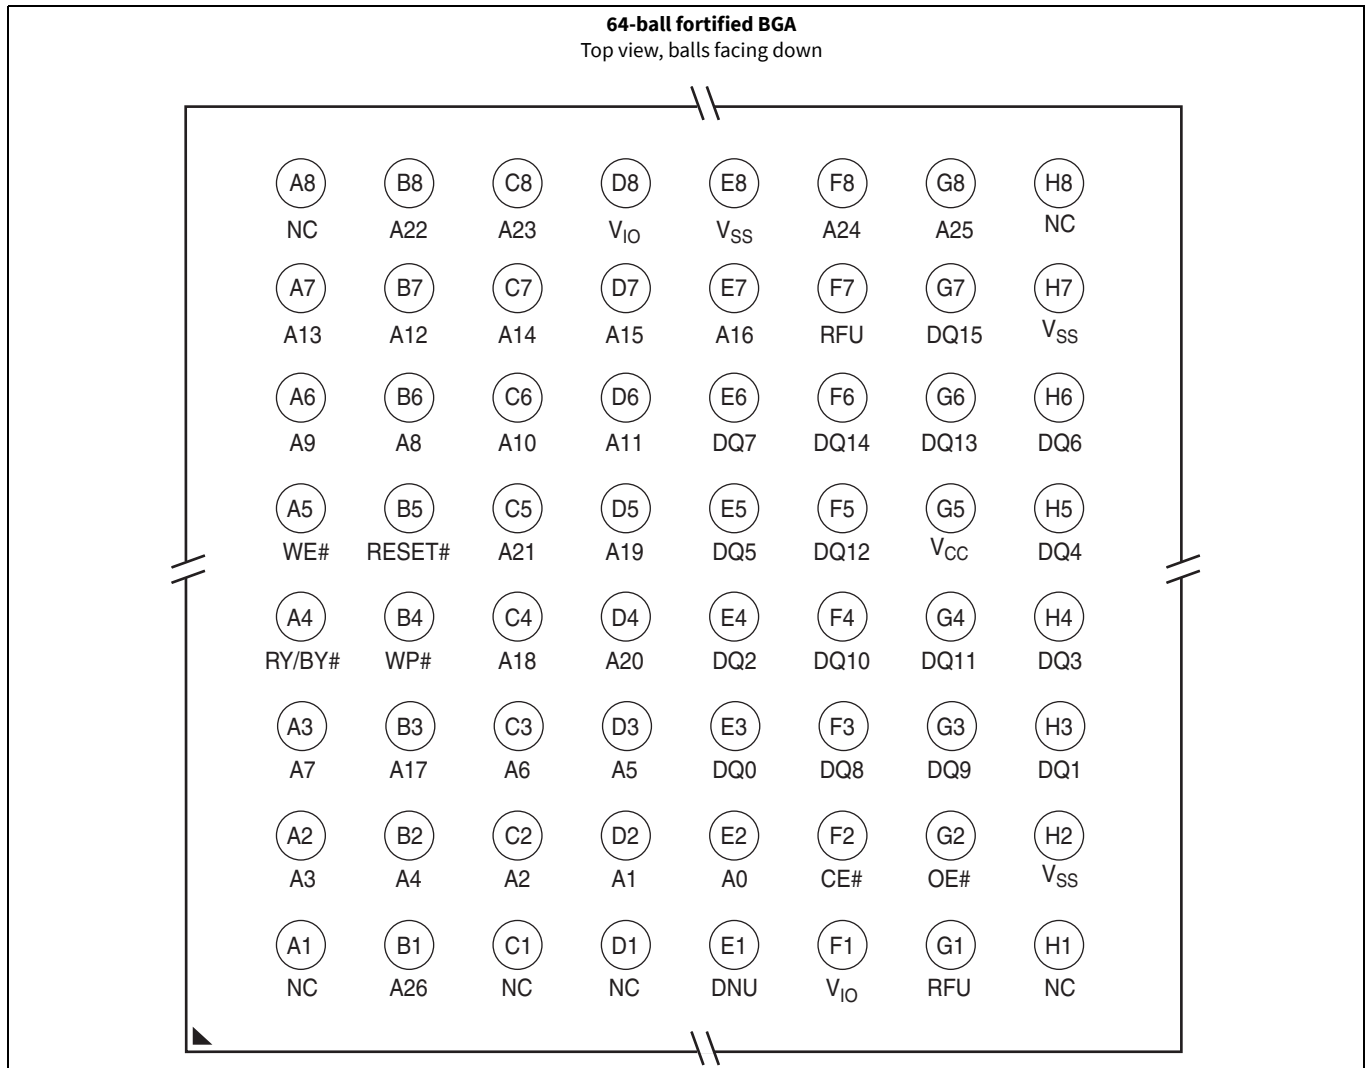 64-ball fortified BGA
Top view, balls facing down
A8 B8 C8 D8 E8 F8 G8 H8
NC A22 A23 VIO VSS A24 A25 NC
A7 B7 C7 D7 E7 F7 G7 H7
A13 A12 A14 A15 A16 RFU DQ15 VSS
A6 B6 C6 D6 E6 F6 G6 H6
A9 A8 A10 A11 DQ7 DQ14 DQ13 DQ6
A5 B5 C5 D5 E5 F5 G5 H5
WE# RESET# A21 A19 DQ5 DQ12 VCC DQ4
A4 B4 C4 D4 E4 F4 G4 H4
RY/BY# WP# A18 A20 DQ2 DQ10 DQ11 DQ3
A3 B3 C3 D3 E3 F3 G3 H3
A7 A17 A6 A5 DQ0 DQ8 DQ9 DQ1
A2 B2 C2 D2 E2 F2 G2 H2
A3 A4 A2 A1 A0 CE# OE# VSS
A1 B1 C1 D1 E1 F1 G1 H1
NC A26 NC NC DNU VIO RFU NC